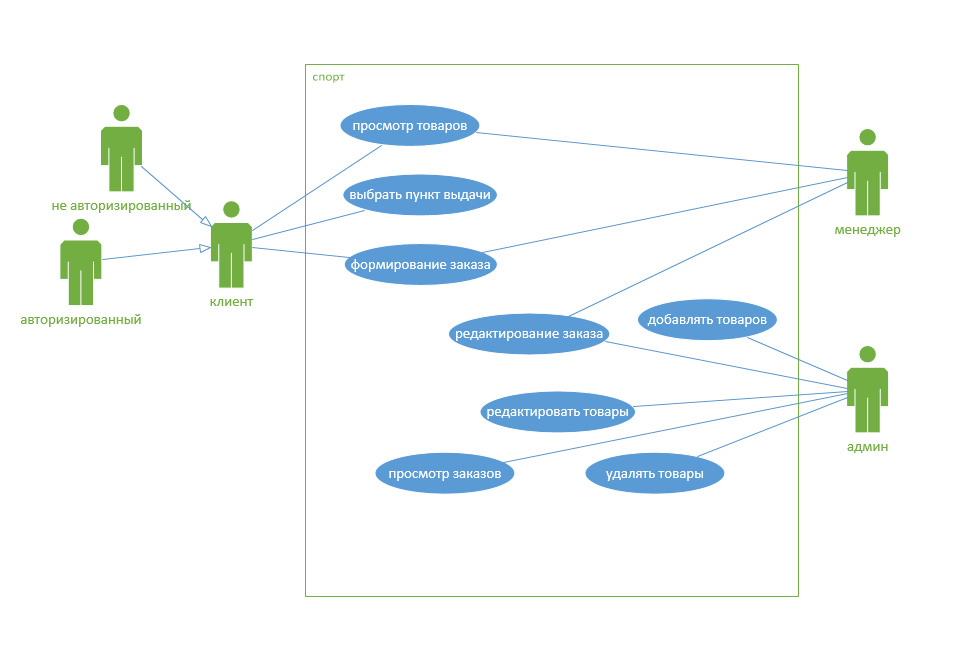 спорт
просмотр товаров
не авторизированный
выбрать пункт выдачи
менеджер
формирование заказа
клиент
авторизированный
добавлять товаров
редактирование заказа
редактировать товары
админ
просмотр заказов
удалять товары